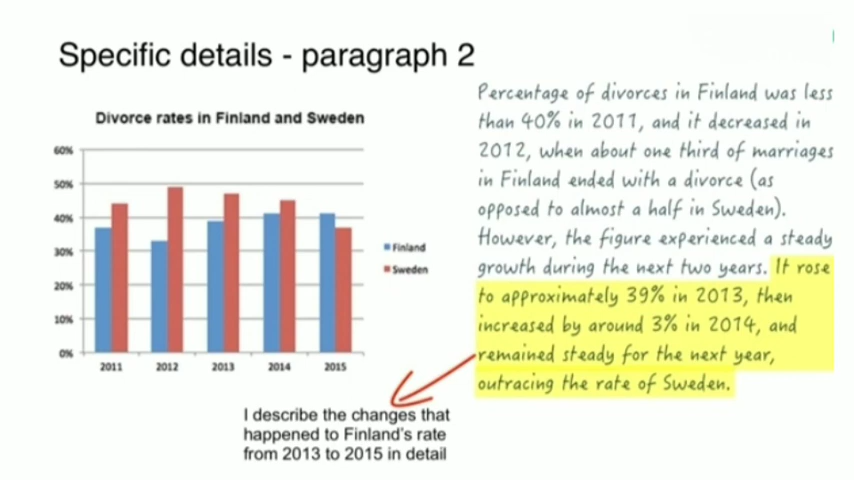 Specific details - paragraph 2
Divorce rates in Finland and Sweden
60%
50%
40%
30%
20%
10%
0%
2011 2012 2013 2014 2015
Finland
Sweden
Percentage of divorces in Finland was less
than 40% in 2011, and it decreased in
2012, when about one third of marriages
in Finland ended with a divorce (as
opposed to almost a half in Sweden).
However, the figure experienced a steady
growth during the next two years. It rose
to approximately 39% in 2013, then
increased by around 3% in 2014, and
remained steady for the next year,
outracing the rate of Sweden.
I describe the changes that
happened to Finland's rate
from 2013 to 2015 in detail